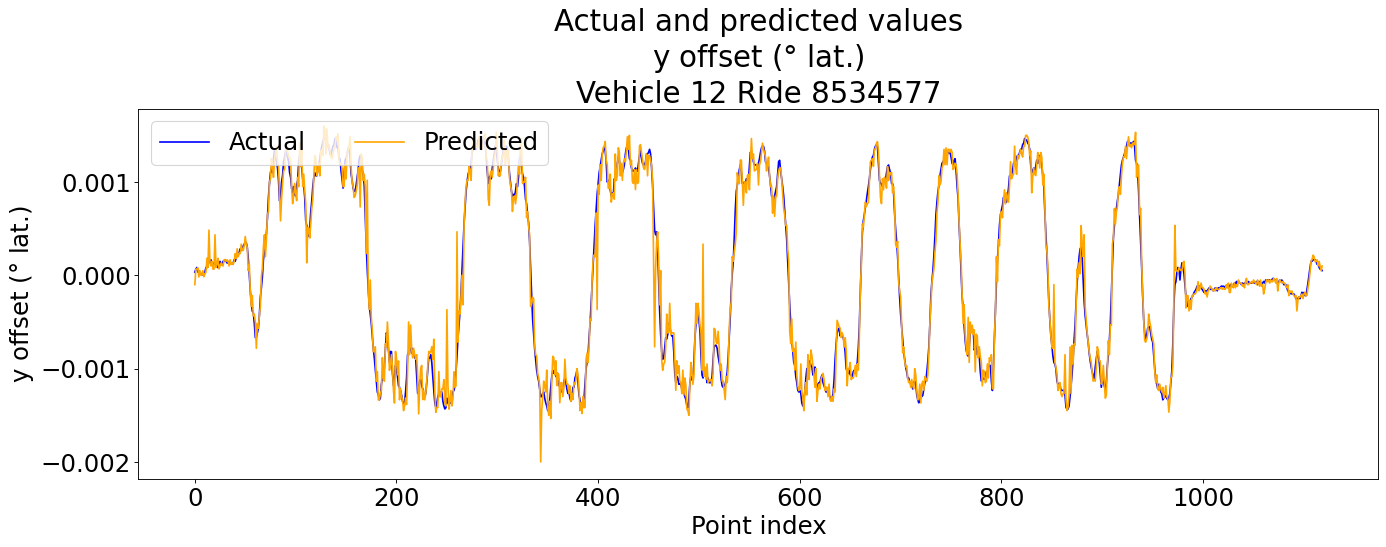 Actual and predicted values
y offset (° lat.)
Vehicle 12 Ride 8534577
Actual
Predicted
y offset (° lat.)
0.001
0.000
−0.001
−0.002
0
200
400
600
800
1000
Point index